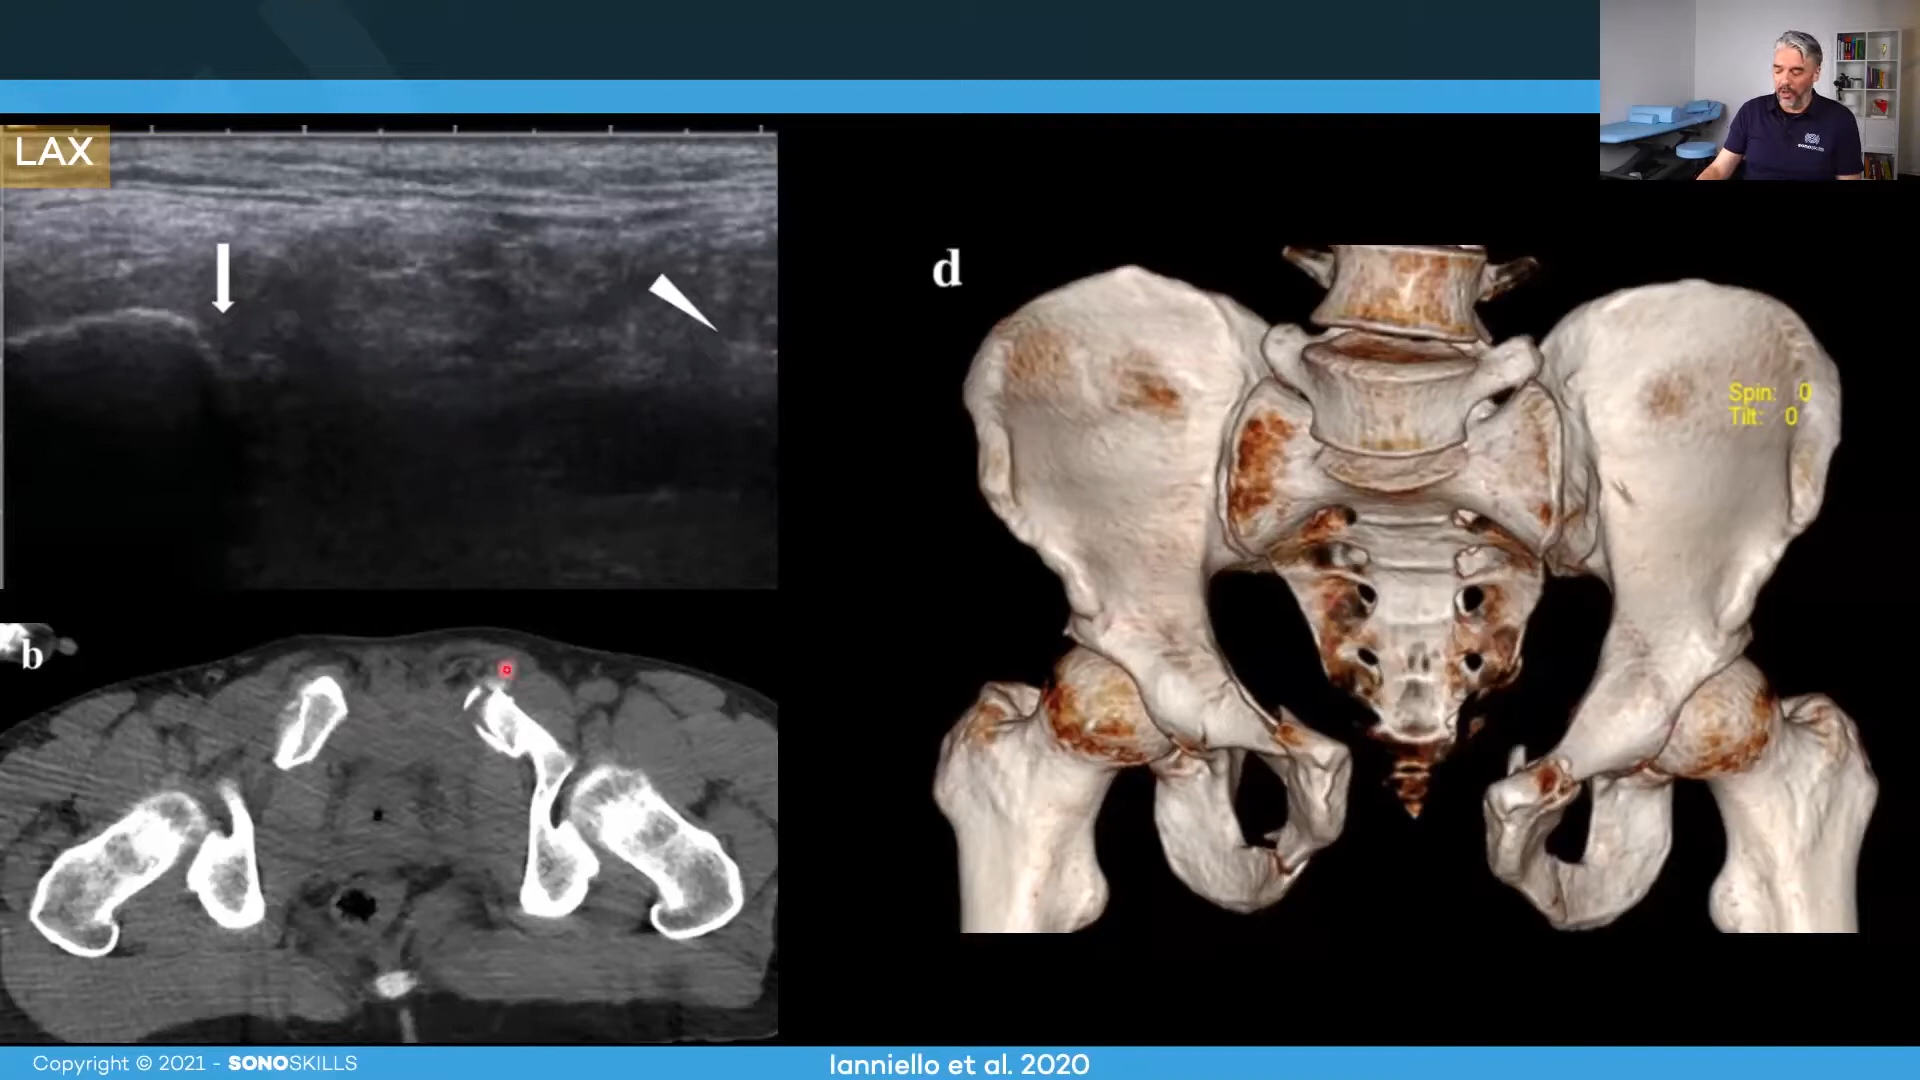 LAX
d
Spin: 0
Tilt: 0
b
Copyright © 2021 - SONOSKILLS
Ianniello et al. 2020